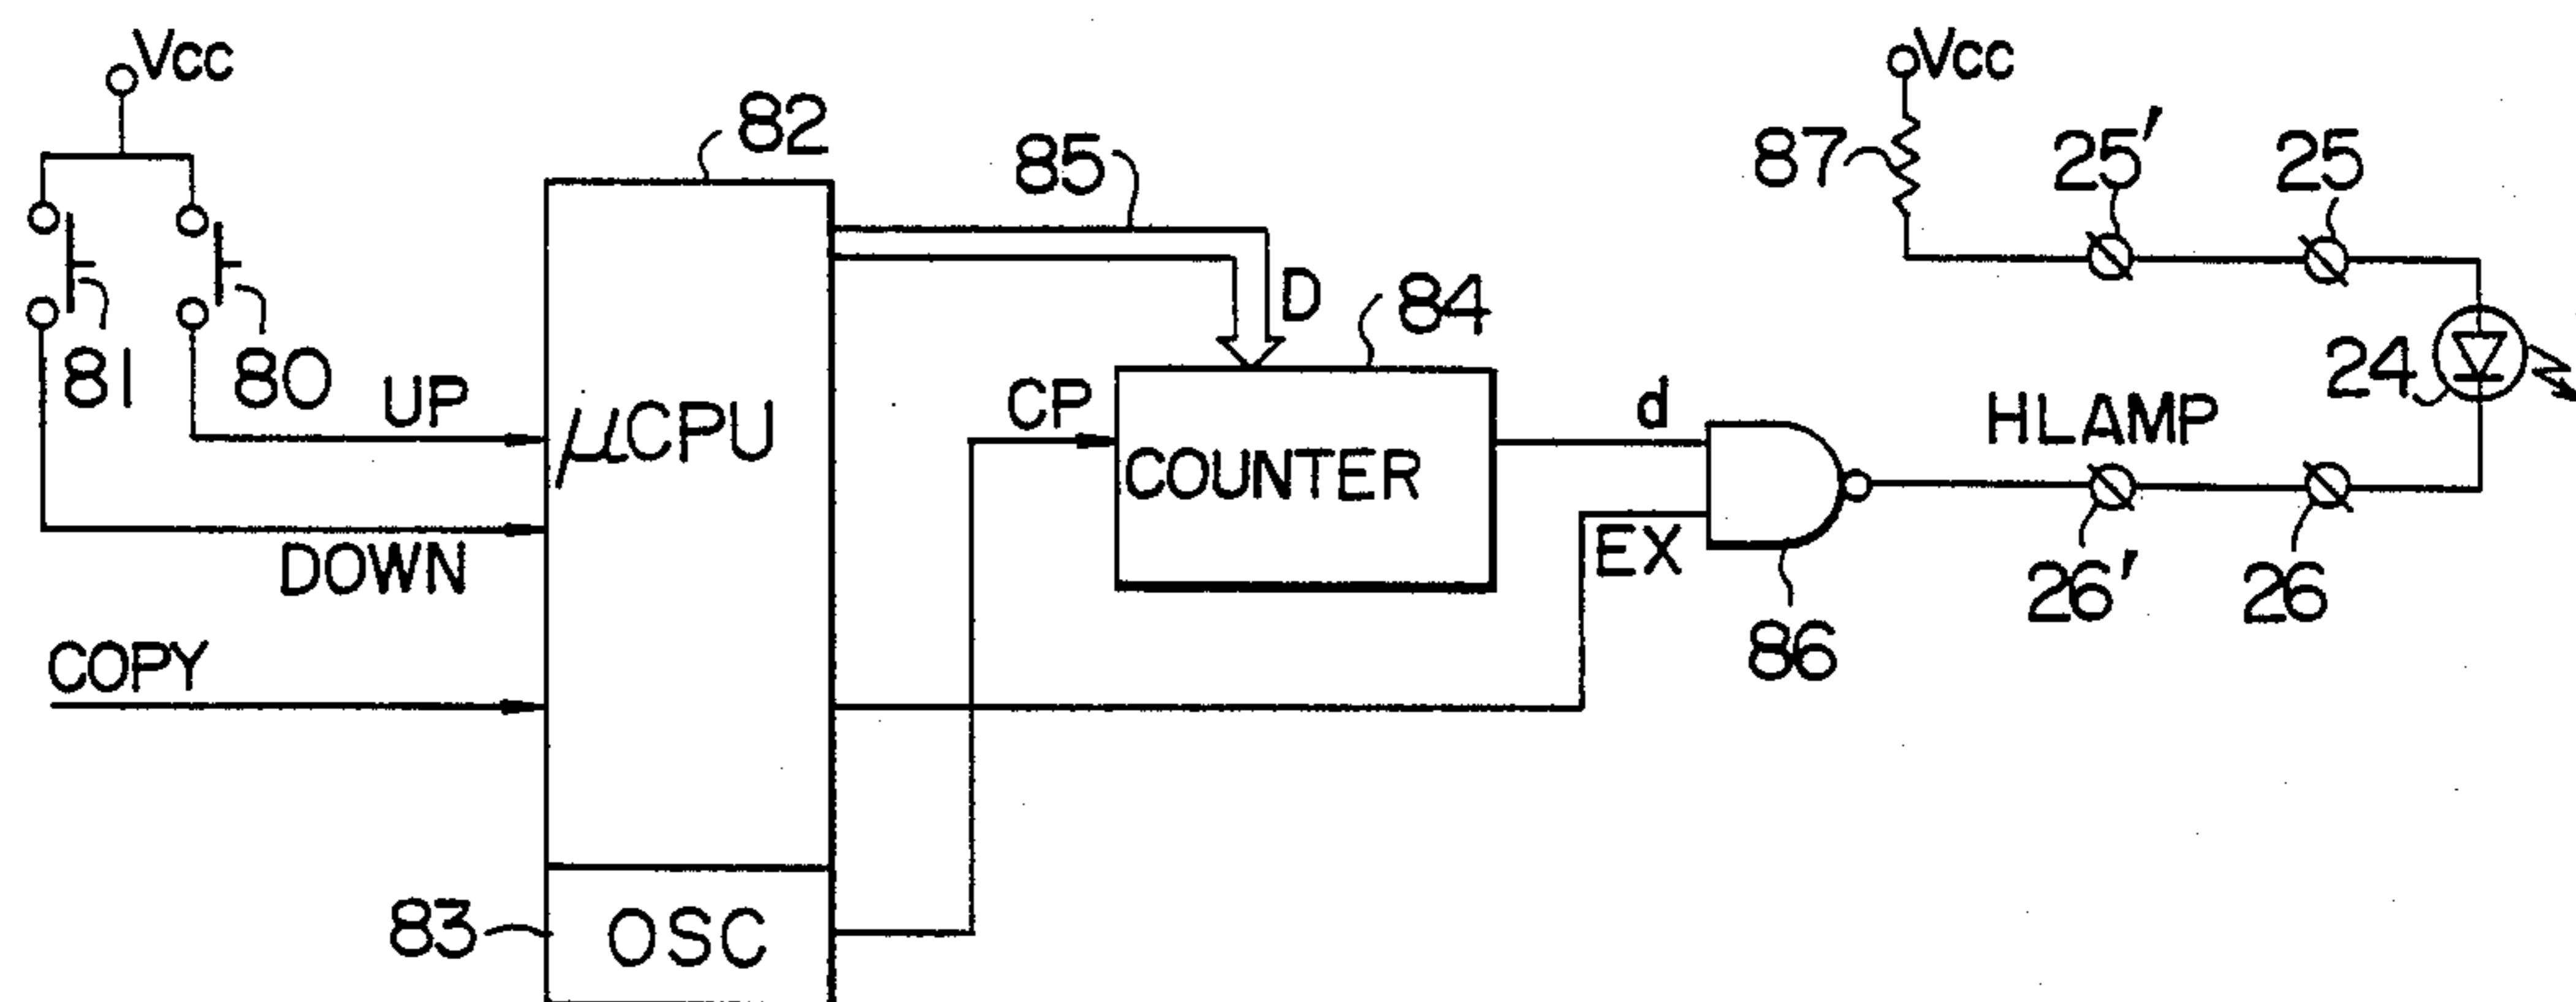 Vcc
Vcc
82
85
87
25'
25
D
84
81
80
UP
CP
d
24
μCPU
COUNTER
HLAMP
DOWN
EX
26'
26
86
COPY
83
OSC